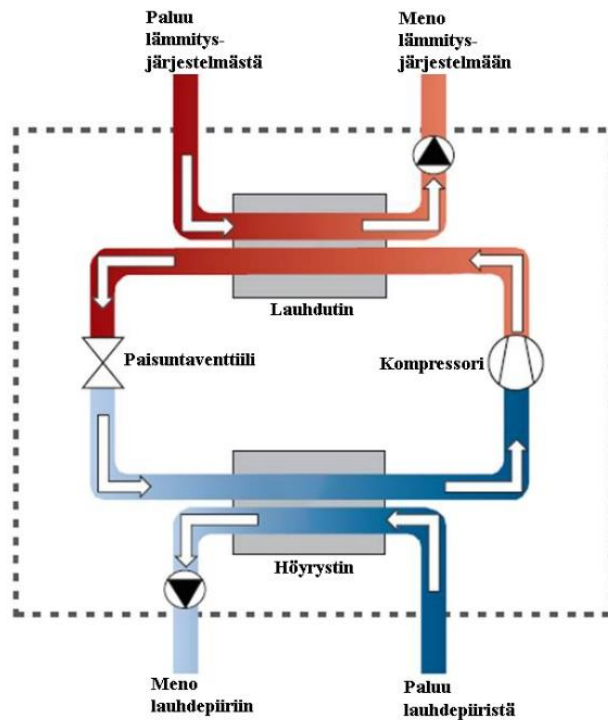 Paluu
lämmitys-
järjestelmästä
Meno
lämmitys-
järjestelmään
Lauhdutin
Paisuntaventtiili
Kompressori
Höyrystin
Meno
lauhdepiiriin
Paluu
lauhdepiiristä